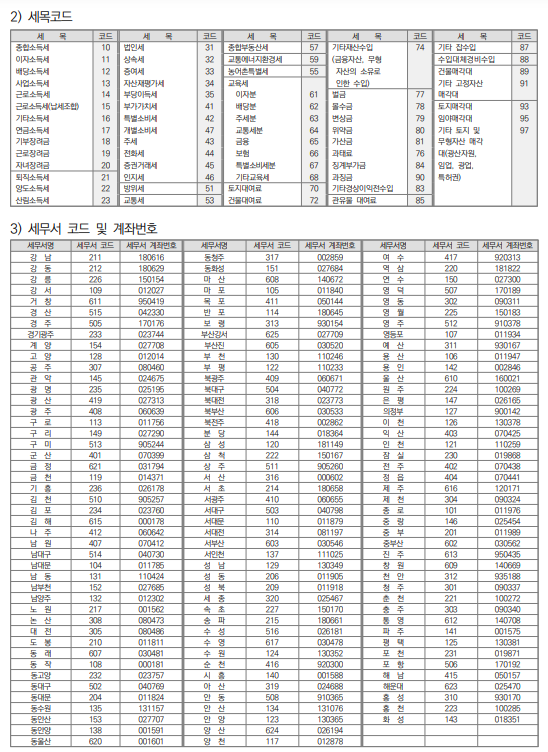 2) 세목코드
세 목 코드 세 목 코드 세 목 코드 세 목 코드 세 목 코드
종합소득세 10 법인세 31 종합부동산세 57 기타재산수입 74 기타 잡수입 87
이자소득세 11 상속세 32 교통에너지환경세 59 (금융자산, 무형 수입대체경비수입 88
배당소득세 12 증여세 33 농어촌특별세 55 자산의 소유로 건물매각대 89
사업소득세 13 자산재평가세 34 교육세 인한 수입) 기타 고정자산 91
근로소득세 14 부당이득세 35 이자분 61 벌금 77 매각대
근로소득세(납세조합) 15 부가가치세 41 배당분 62 몰수금 78 토지매각대 93
기타소득세 16 특별소비세 42 주세분 63 변상금 79 임야매각대 95
연금소득세 17 개별소비세 47 교통세분 64 위약금 80 기타 토지 및 97
기부장려금 18 주세 43 금융 65 가산금 81 무형자산 매각
근로장려금 19 전화세 44 보험 66 과태료 76 대(광산자원,
자녀장려금 20 증권거래세 45 특별소비세분 67 징계부가금 84 임업, 광업,
퇴직소득세 21 인지세 46 기타교육세 68 과징금 90 특허권)
양도소득세 22 방위세 51 토지대여료 70 기타경상이전수입 83
산림소득세 23 교통세 53 건물대여료 72 관유물 대여료 85
3) 세무서 코드 및 계좌번호
세무서명 세무서 코드 세무서 계좌번호 세무서명 세무서 코드 세무서 계좌번호 세무서명 세무서 코드 세무서 계좌번호
강 남 211 180616 동청주 317 002859 여 수 417 920313
강 동 212 180629 동화성 151 027684 역 삼 220 181822
강 릉 226 150154 마 산 608 140672 연 수 150 027300
강 서 109 012027 마 포 105 011840 영 덕 507 170189
거 창 611 950419 목 포 411 050144 영 동 302 090311
경 산 515 042330 반 포 114 180645 영 월 225 150183
경 주 505 170176 보 령 313 930154 영 주 512 910378
경기광주 233 023744 부산강서 625 027709 영등포 107 011934
계 양 154 027708 부산진 605 030520 예 산 311 930167
고 양 128 012014 부 천 130 110246 용 산 106 011947
공 주 307 080460 부 평 122 110233 용 인 142 002846
관 악 145 024675 북광주 409 060671 울 산 610 160021
광 명 235 025195 북대구 504 040772 원 주 224 100269
광 산 419 027313 북대전 318 023773 은 평 147 026165
광 주 408 060639 북부산 606 030533 의정부 127 900142
구 로 113 011756 북전주 418 002862 이 천 126 130378
구 리 149 027290 분 당 144 018364 익 산 403 070425
구 미 513 905244 삼 성 120 181149 인 천 121 110259
군 산 401 070399 삼 척 222 150167 잠 실 230 019868
금 정 621 031794 상 주 511 905260 전 주 402 070438
금 천 119 014371 서 산 316 000602 정 읍 404 070441
기 흥 236 026178 서 초 214 180658 제 주 616 120171
김 천 510 905257 서광주 410 060655 제 천 304 090324
김 포 234 023760 서대구 503 040798 종 로 101 011976
김 해 615 000178 서대문 110 011879 중 랑 146 025454
나 주 412 060642 서대전 314 081197 중 부 201 011989
남 원 407 070412 서부산 603 030546 중부산 602 030562
남대구 514 040730 서인천 137 111025 진 주 613 950435
남대문 104 011785 성 남 129 130349 창 원 609 140669
남 동 131 110424 성 동 206 011905 천 안 312 935188
남부천 152 027685 성 북 209 011918 청 주 301 090337
남양주 132 012302 세 종 320 025467 춘 천 221 100272
노 원 217 001562 속 초 227 150170 충 주 303 090340
논 산 308 080473 송 파 215 180661 통 영 612 140708
대 전 305 080486 수 성 516 026181 파 주 141 001575
도 봉 210 011811 수 영 617 030478 평 택 125 130381
동 래 607 030481 수 원 124 130352 포 천 231 019871
동 작 108 000181 순 천 416 920300 포 항 506 170192
동고양 232 023757 시 흥 140 001588 해 남 415 050157
동대구 502 040769 아 산 319 024688 해운대 623 025470
동대문 204 011824 안 동 508 910365 홍 성 310 930170
동수원 135 131157 안 산 134 131076 홍 천 223 100285
동안산 153 027707 안 양 123 130365 화 성 143 018351
동안양 138 001591 양 산 624 026194
동울산 620 001601 양 천 117 012878